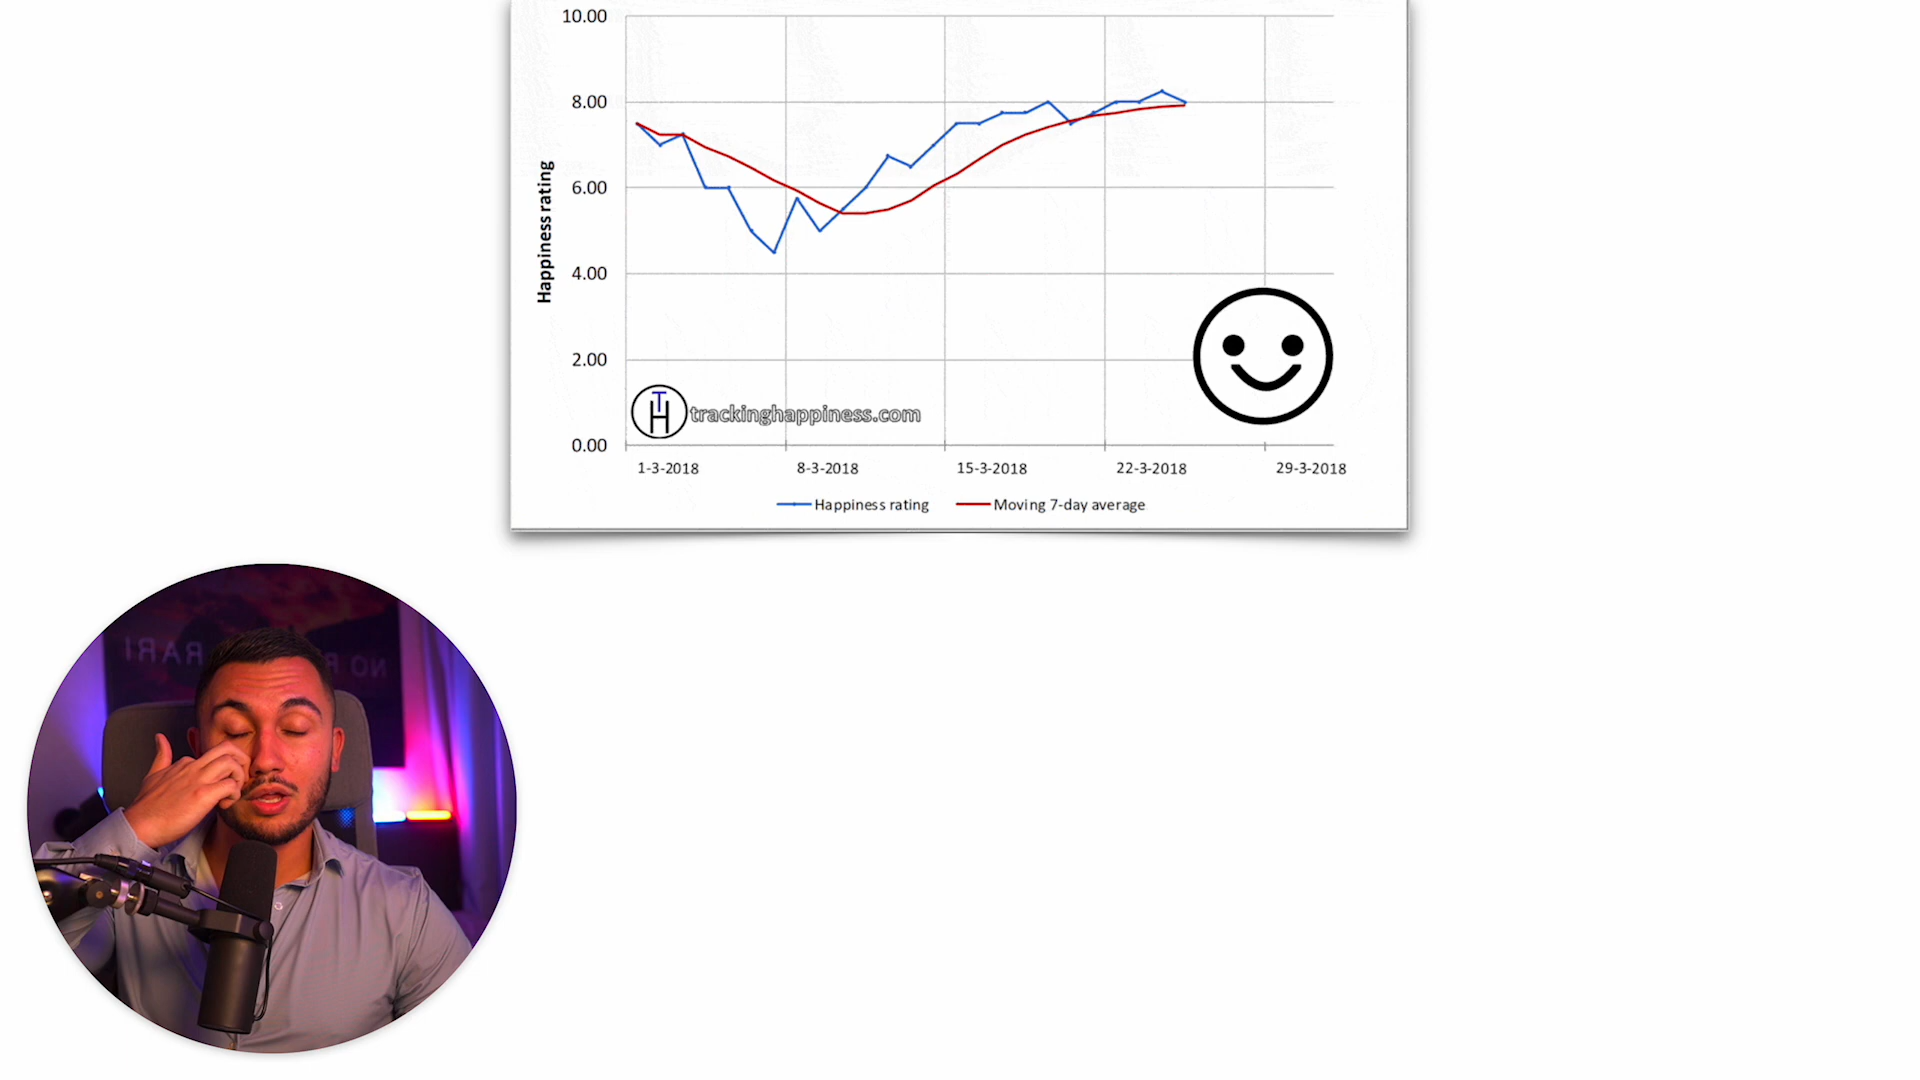 10.00
8.00
6.00
4.00
2.00
0.00
Happiness rating
TH trackinghappiness.com
1-3-2018 8-3-2018 15-3-2018 22-3-2018 29-3-2018
Happiness rating Moving 7-day average